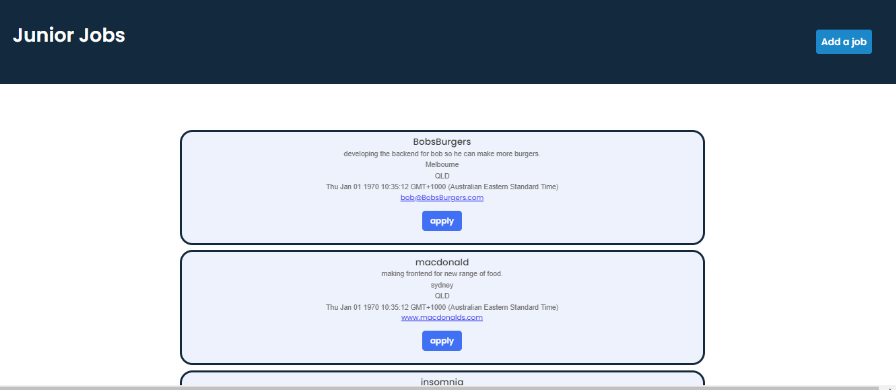 Junior Jobs
Add a job
BobsBurgers
developing the backend for bob so he can make more burgers.
Melbourne
QLD
Thu Jan 01 1970 10:35:12 GMT+1000 (Australian Eastern Standard Time)
bob@BobsBurgers.com
apply
macdonald
making frontend for new range of food.
sydney
QLD
Thu Jan 01 1970 10:35:12 GMT+1000 (Australian Eastern Standard Time)
www.macdonalds.com
apply
insomnia